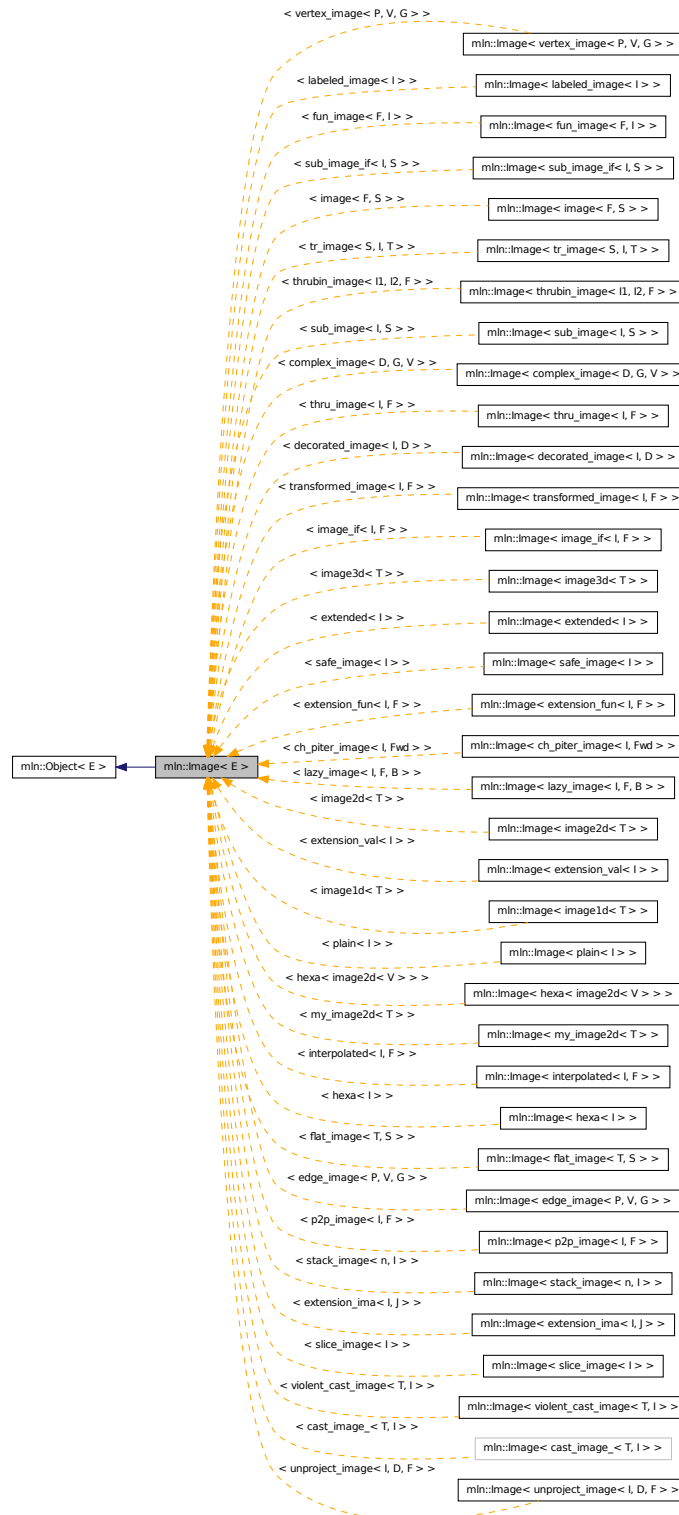 < vertex_image< P, V, G > >
mln::Image< vertex_image< P, V, G > >
< labeled_image< I > >
mln::Image< labeled_image< I > >
< fun_image< F, I > >
mln::Image< fun_image< F, I > >
< sub_image_if< I, S > >
mln::Image< sub_image_if< I, S > >
< image< F, S > >
mln::Image< image< F, S > >
< tr_image< S, I, T > >
mln::Image< tr_image< S, I, T > >
< thrubin_image< I1, I2, F > >
mln::Image< thrubin_image< I1, I2, F > >
< sub_image< I, S > >
mln::Image< sub_image< I, S > >
< complex_image< D, G, V > >
mln::Image< complex_image< D, G, V > >
< thru_image< I, F > >
mln::Image< thru_image< I, F > >
< decorated_image< I, D > >
mln::Image< decorated_image< I, D > >
< transformed_image< I, F > >
mln::Image< transformed_image< I, F > >
< image_if< I, F > >
mln::Image< image_if< I, F > >
< image3d< T > >
mln::Image< image3d< T > >
< extended< I > >
mln::Image< extended< I > >
< safe_image< I > >
mln::Image< safe_image< I > >
< extension_fun< I, F > >
mln::Image< extension_fun< I, F > >
< ch_piter_image< I, Fwd > >
mln::Image< ch_piter_image< I, Fwd > >
mln::Object< E >
mln::Image< E >
< lazy_image< I, F, B > >
mln::Image< lazy_image< I, F, B > >
< image2d< T > >
mln::Image< image2d< T > >
< extension_val< I > >
mln::Image< extension_val< I > >
< image1d< T > >
mln::Image< image1d< T > >
< plain< I > >
mln::Image< plain< I > >
< hexa< image2d< V > > >
mln::Image< hexa< image2d< V > > >
< my_image2d< T > >
mln::Image< my_image2d< T > >
< interpolated< I, F > >
mln::Image< interpolated< I, F > >
< hexa< I > >
mln::Image< hexa< I > >
< flat_image< T, S > >
mln::Image< flat_image< T, S > >
< edge_image< P, V, G > >
mln::Image< edge_image< P, V, G > >
< p2p_image< I, F > >
mln::Image< p2p_image< I, F > >
< stack_image< n, I > >
mln::Image< stack_image< n, I > >
< extension_ima< I, J > >
mln::Image< extension_ima< I, J > >
< slice_image< I > >
mln::Image< slice_image< I > >
< violent_cast_image< T, I > >
mln::Image< violent_cast_image< T, I > >
< cast_image_< T, I > >
mln::Image< cast_image_< T, I > >
< unproject_image< I, D, F > >
mln::Image< unproject_image< I, D, F > >